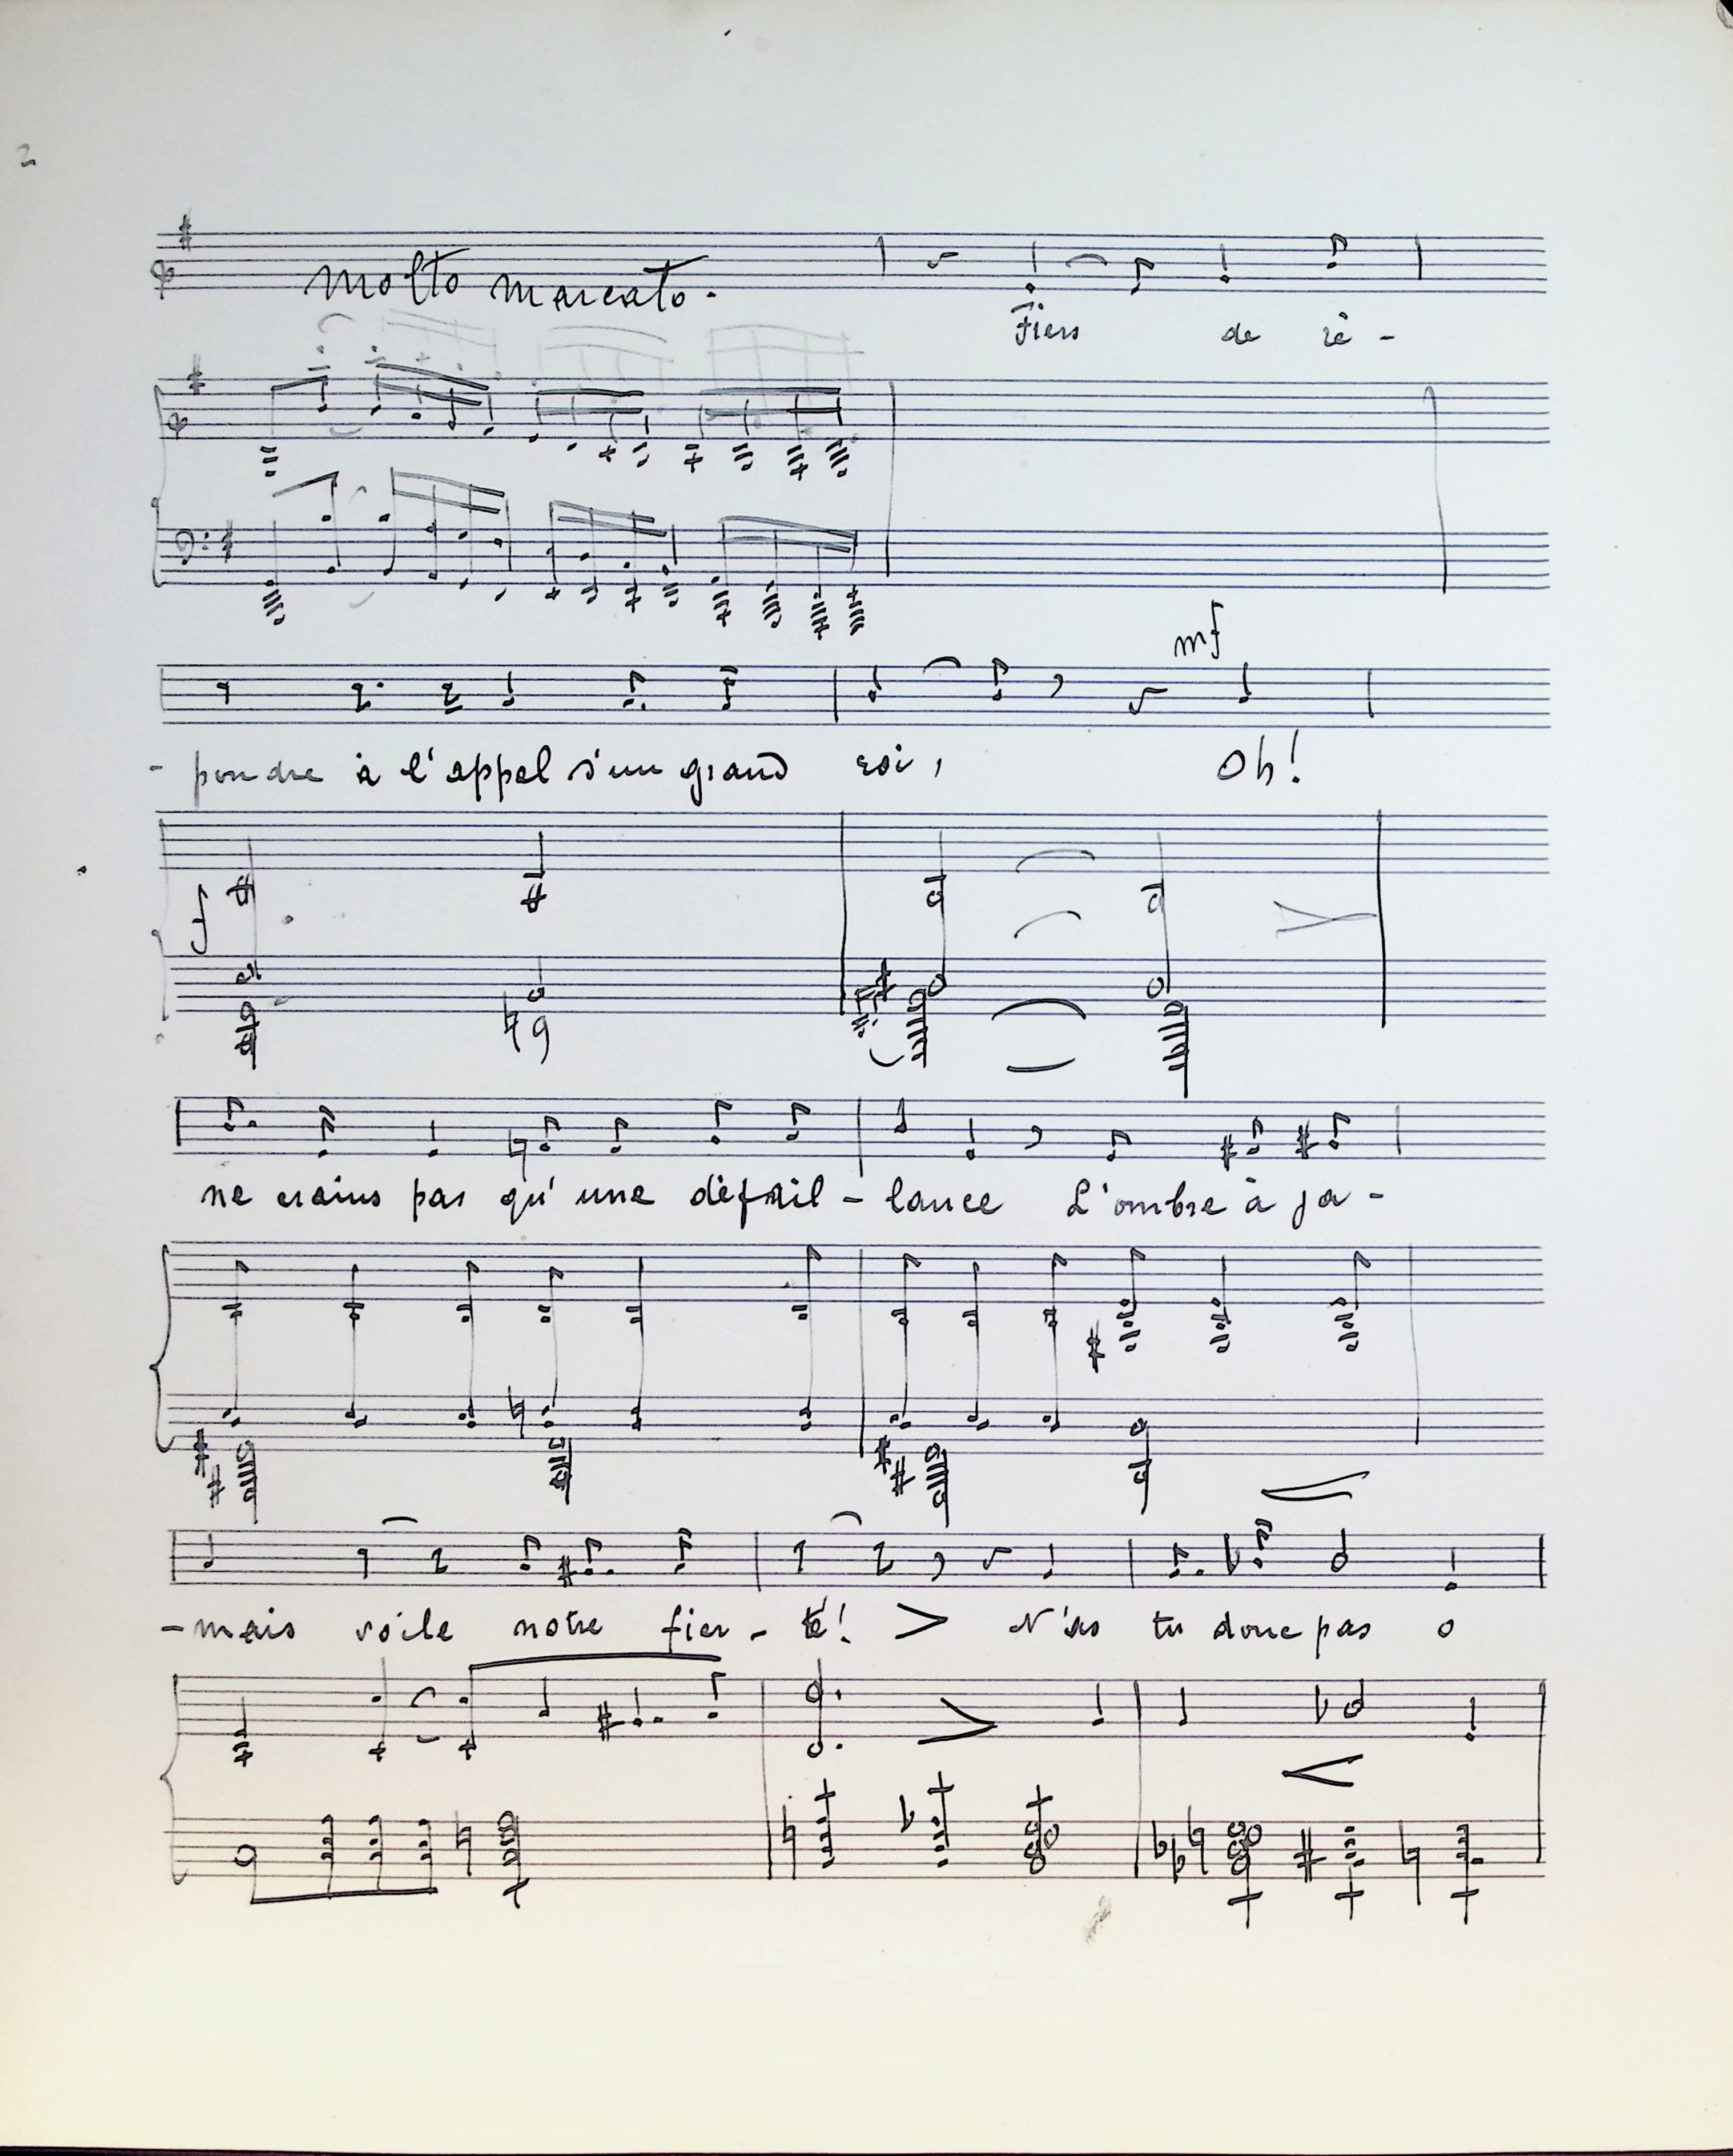 2
Molto marcato.
Fiers de ré -
mf
- pondre à l'appel d'un grand roi, Oh!
f
ne crains pas qu'une défail - lance L'ombre à ja -
- mais voile notre fier - té! N'as tu donc pas o